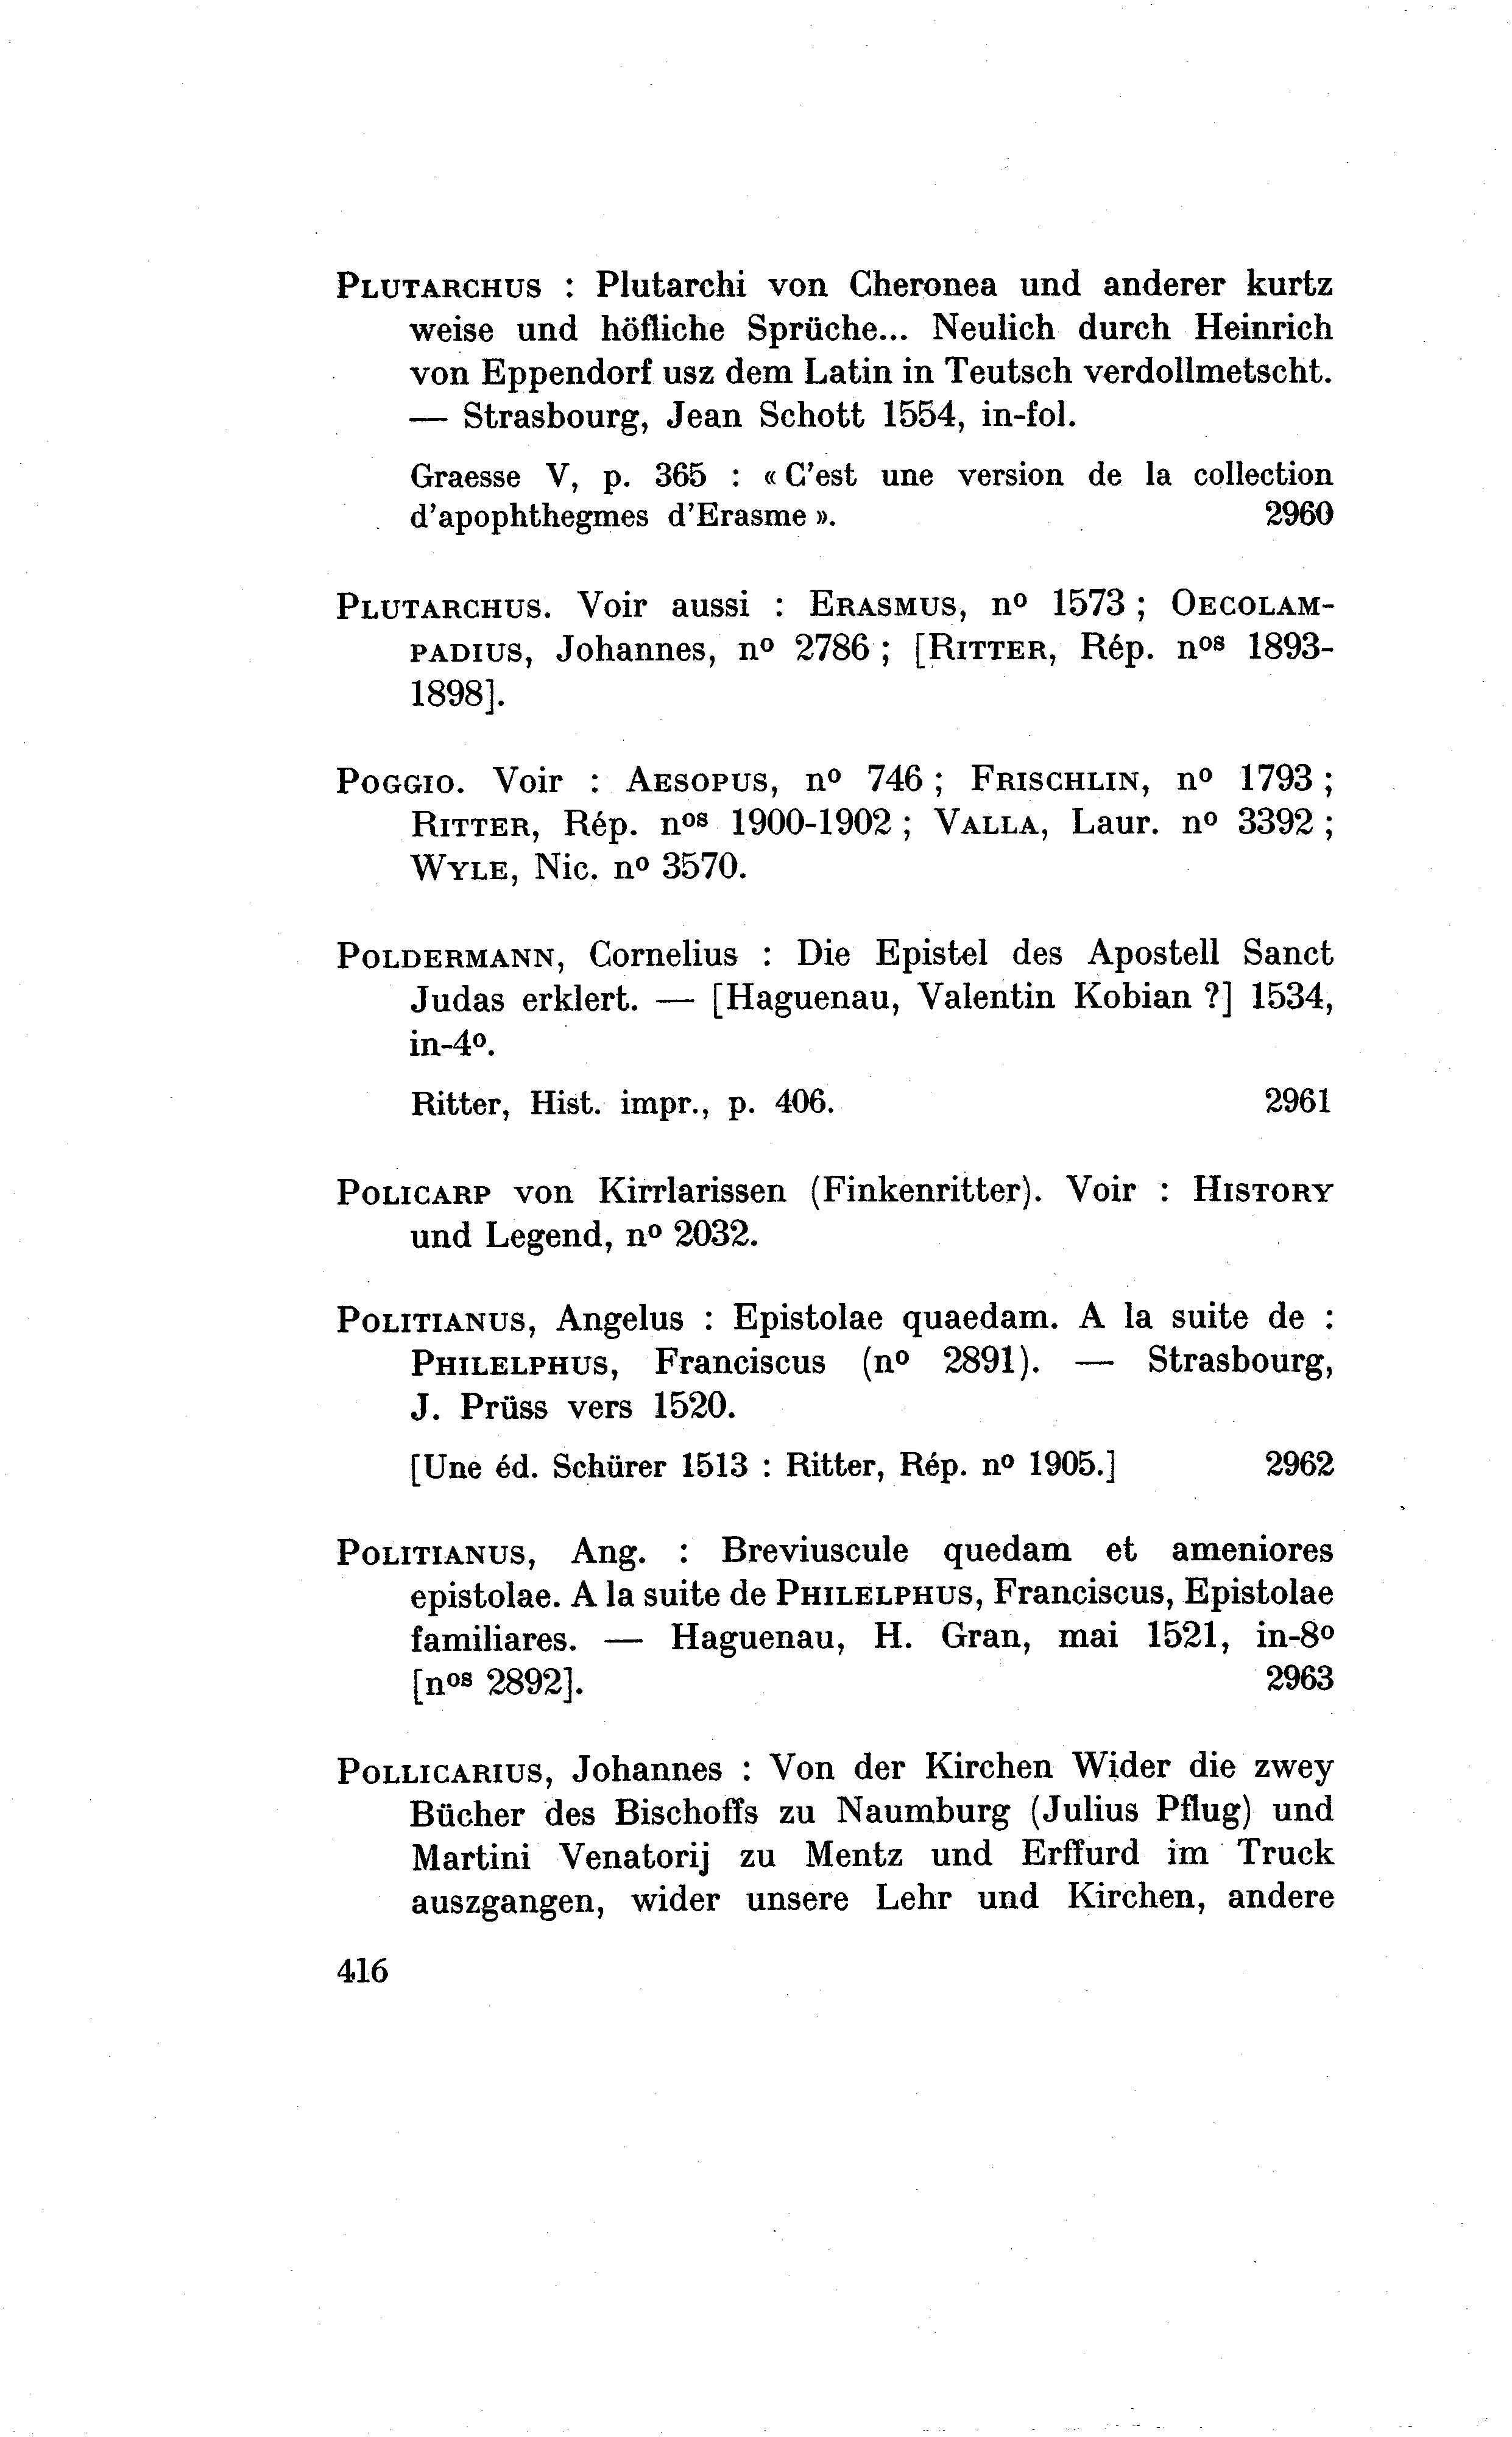 PLUTARCHUS : Plutarchi von Cheronea und anderer kurtz
weise und höfliche Sprüche... Neulich durch Heinrich
von Eppendorf usz dem Latin in Teutsch verdollmetscht.
— Strasbourg, Jean Schott 1554, in-fol.
Graesse V, p. 365 : « C'est une version de la collection
d'apophthegmes d'Erasme ». 2960
PLUTARCHUS. Voir aussi : ERASMUS, nº 1573 ; OECOLAM-
PADIUS, Johannes, nº 2786 ; [RITTER, Rép. nos 1893-
1898].
POGGIO. Voir : AESOPUS, nº 746 ; FRISCHLIN, nº 1793 ;
RITTER, Rép. nos 1900-1902 ; VALLA, Laur. nº 3392 ;
WYLE, Nic. nº 3570.
POLDERMANN, Cornelius : Die Epistel des Apostell Sanct
Judas erklert. — [Haguenau, Valentin Kobian ?] 1534,
in-4º.
Ritter, Hist. impr., p. 406. 2961
POLICARP von Kirrlarissen (Finkenritter). Voir : HISTORY
und Legend, nº 2032.
POLITIANUS, Angelus : Epistolae quaedam. A la suite de :
PHILELPHUS, Franciscus (nº 2891). — Strasbourg,
J. Prüss vers 1520.
[Une éd. Schürer 1513 : Ritter, Rép. nº 1905.] 2962
POLITIANUS, Ang. : Breviuscule quedam et ameniores
epistolae. A la suite de PHILELPHUS, Franciscus, Epistolae
familiares. — Haguenau, H. Gran, mai 1521, in-8º
[nos 2892]. 2963
POLLICARIUS, Johannes : Von der Kirchen Wider die zwey
Bücher des Bischoffs zu Naumburg (Julius Pflug) und
Martini Venatorij zu Mentz und Erffurd im Truck
auszgangen, wider unsere Lehr und Kirchen, andere
416